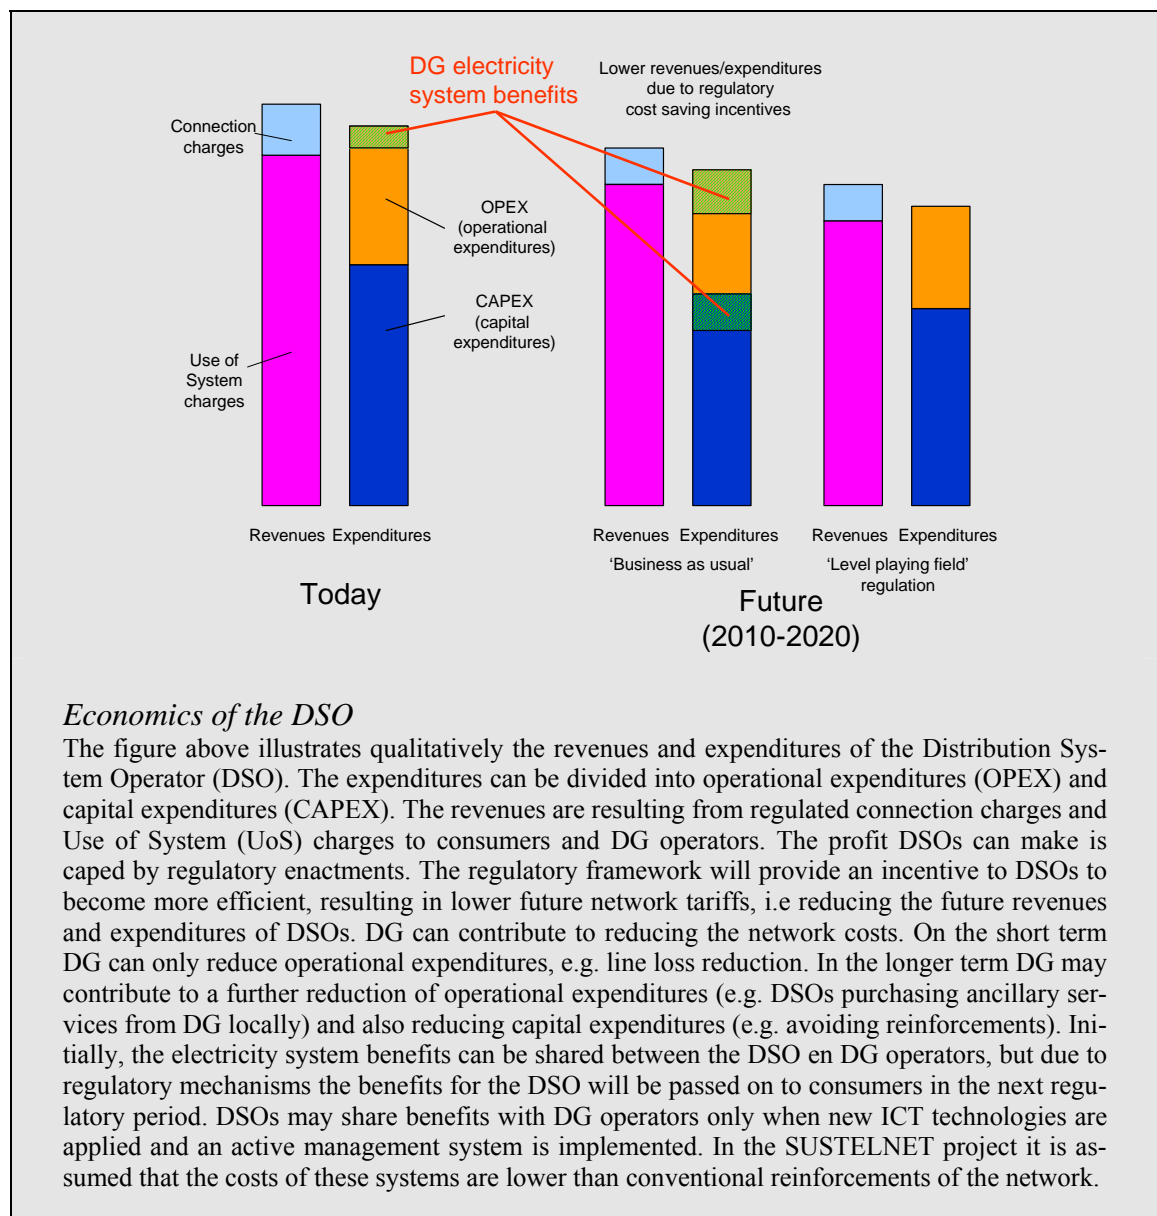 DG electricity
system benefits
Lower revenues/expenditures
due to regulatory
cost saving incentives
Connection
charges
OPEX
(operational
expenditures)
CAPEX
(capital
expenditures)
Use of
System
charges
Revenues Expenditures
Revenues Expenditures
Revenues Expenditures
‘Business as usual’
‘Level playing field’
regulation
Today
Future
(2010-2020)
Economics of the DSO
The figure above illustrates qualitatively the revenues and expenditures of the Distribution Sys-
tem Operator (DSO). The expenditures can be divided into operational expenditures (OPEX) and
capital expenditures (CAPEX). The revenues are resulting from regulated connection charges and
Use of System (UoS) charges to consumers and DG operators. The profit DSOs can make is
caped by regulatory enactments. The regulatory framework will provide an incentive to DSOs to
become more efficient, resulting in lower future network tariffs, i.e reducing the future revenues
and expenditures of DSOs. DG can contribute to reducing the network costs. On the short term
DG can only reduce operational expenditures, e.g. line loss reduction. In the longer term DG may
contribute to a further reduction of operational expenditures (e.g. DSOs purchasing ancillary ser-
vices from DG locally) and also reducing capital expenditures (e.g. avoiding reinforcements). Ini-
tially, the electricity system benefits can be shared between the DSO en DG operators, but due to
regulatory mechanisms the benefits for the DSO will be passed on to consumers in the next regu-
latory period. DSOs may share benefits with DG operators only when new ICT technologies are
applied and an active management system is implemented. In the SUSTELNET project it is as-
sumed that the costs of these systems are lower than conventional reinforcements of the network.